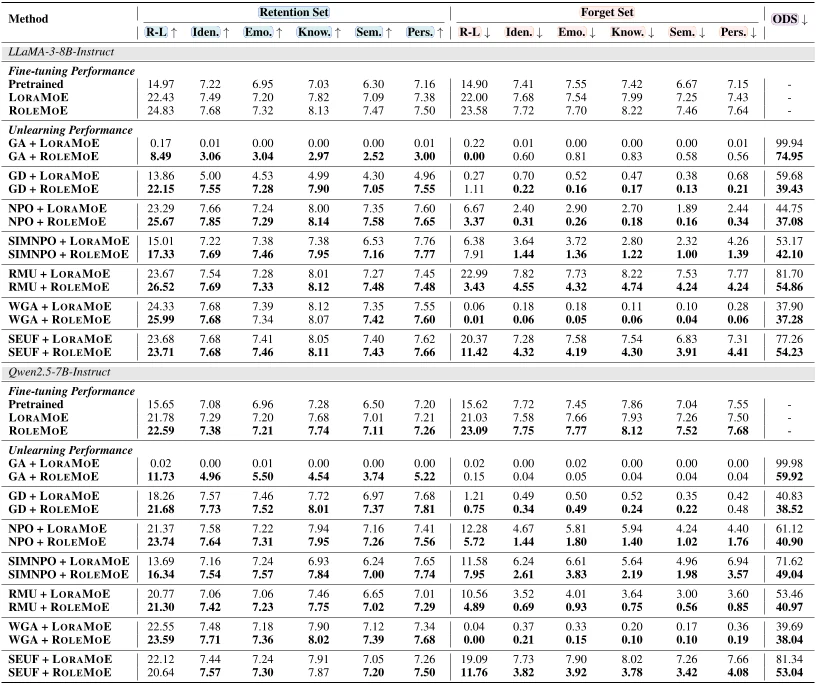 Method | Retention Set | Forget Set | ODS ↓
R-L ↑ Iden. ↑ Emo. ↑ Know. ↑ Sem. ↑ Pers. ↑ | R-L ↓ Iden. ↓ Emo. ↓ Know. ↓ Sem. ↓ Pers. ↓
LLaMA-3-8B-Instruct
Fine-tuning Performance
Pretrained 14.97 7.22 6.95 7.03 6.30 7.16 14.90 7.41 7.55 7.42 6.67 7.15 -
LORAMOE 22.43 7.49 7.20 7.82 7.09 7.38 22.00 7.68 7.54 7.99 7.25 7.43 -
ROLEMOE 24.83 7.68 7.32 8.13 7.47 7.50 23.58 7.72 7.70 8.22 7.46 7.64 -
Unlearning Performance
GA + LORAMOE 0.17 0.01 0.00 0.00 0.00 0.01 0.22 0.01 0.00 0.00 0.00 0.01 99.94
GA + ROLEMOE 8.49 3.06 3.04 2.97 2.52 3.00 0.00 0.60 0.81 0.83 0.58 0.56 74.95
GD + LORAMOE 13.86 5.00 4.53 4.99 4.30 4.96 0.27 0.70 0.52 0.47 0.38 0.68 59.68
GD + ROLEMOE 22.15 7.55 7.28 7.90 7.05 7.55 1.11 0.22 0.16 0.17 0.13 0.21 39.43
NPO + LORAMOE 23.29 7.66 7.24 8.00 7.35 7.60 6.67 2.40 2.90 2.70 1.89 2.44 44.75
NPO + ROLEMOE 25.67 7.85 7.29 8.14 7.58 7.65 3.37 0.31 0.26 0.18 0.16 0.34 37.08
SIMNPO + LORAMOE 15.01 7.22 7.38 7.38 6.53 7.76 6.38 3.64 3.72 2.80 2.32 4.26 53.17
SIMNPO + ROLEMOE 17.33 7.69 7.46 7.95 7.16 7.77 7.91 1.44 1.36 1.22 1.00 1.39 42.10
RMU + LORAMOE 23.67 7.54 7.28 8.01 7.27 7.45 22.99 7.82 7.73 8.22 7.53 7.77 81.70
RMU + ROLEMOE 26.52 7.69 7.33 8.12 7.48 7.48 3.43 4.55 4.32 4.74 4.24 4.24 54.86
WGA + LORAMOE 24.33 7.68 7.39 8.12 7.35 7.55 0.06 0.18 0.18 0.11 0.10 0.28 37.90
WGA + ROLEMOE 25.99 7.68 7.34 8.07 7.42 7.60 0.01 0.06 0.05 0.06 0.04 0.06 37.28
SEUF + LORAMOE 23.68 7.68 7.41 8.05 7.40 7.62 20.37 7.28 7.58 7.54 6.83 7.31 77.26
SEUF + ROLEMOE 23.71 7.68 7.46 8.11 7.43 7.66 11.42 4.32 4.19 4.30 3.91 4.41 54.23
Qwen2.5-7B-Instruct
Fine-tuning Performance
Pretrained 15.65 7.08 6.96 7.28 6.50 7.20 15.62 7.72 7.45 7.86 7.04 7.55 -
LORAMOE 21.78 7.29 7.20 7.68 7.01 7.21 21.03 7.58 7.66 7.93 7.26 7.50 -
ROLEMOE 22.59 7.38 7.21 7.74 7.11 7.26 23.09 7.75 7.77 8.12 7.52 7.68 -
Unlearning Performance
GA + LORAMOE 0.02 0.00 0.01 0.00 0.00 0.00 0.02 0.00 0.02 0.00 0.00 0.00 99.98
GA + ROLEMOE 11.73 4.96 5.50 4.54 3.74 5.22 0.15 0.04 0.05 0.04 0.04 0.04 59.92
GD + LORAMOE 18.26 7.57 7.46 7.72 6.97 7.68 1.21 0.49 0.50 0.52 0.35 0.42 40.83
GD + ROLEMOE 21.68 7.73 7.52 8.01 7.37 7.81 0.75 0.34 0.49 0.24 0.22 0.48 38.52
NPO + LORAMOE 21.37 7.58 7.22 7.94 7.16 7.41 12.28 4.67 5.81 5.94 4.24 4.40 61.12
NPO + ROLEMOE 23.74 7.64 7.31 7.95 7.26 7.56 5.72 1.44 1.80 1.40 1.02 1.76 40.90
SIMNPO + LORAMOE 13.69 7.16 7.24 6.93 6.24 7.65 11.58 6.24 6.61 5.64 4.96 6.94 71.62
SIMNPO + ROLEMOE 16.34 7.54 7.57 7.84 7.00 7.74 7.95 2.61 3.83 2.19 1.98 3.57 49.04
RMU + LORAMOE 20.77 7.06 7.06 7.46 6.65 7.01 10.56 3.52 4.01 3.64 3.00 3.60 53.46
RMU + ROLEMOE 21.30 7.42 7.23 7.75 7.02 7.29 4.89 0.69 0.93 0.75 0.56 0.85 40.97
WGA + LORAMOE 22.55 7.48 7.18 7.90 7.12 7.34 0.04 0.37 0.33 0.20 0.17 0.36 39.69
WGA + ROLEMOE 23.59 7.71 7.36 8.02 7.39 7.68 0.00 0.21 0.15 0.10 0.10 0.19 38.04
SEUF + LORAMOE 22.12 7.44 7.24 7.91 7.05 7.26 19.09 7.73 7.90 8.02 7.26 7.66 81.34
SEUF + ROLEMOE 20.64 7.57 7.30 7.87 7.20 7.50 11.76 3.82 3.92 3.78 3.42 4.08 53.04